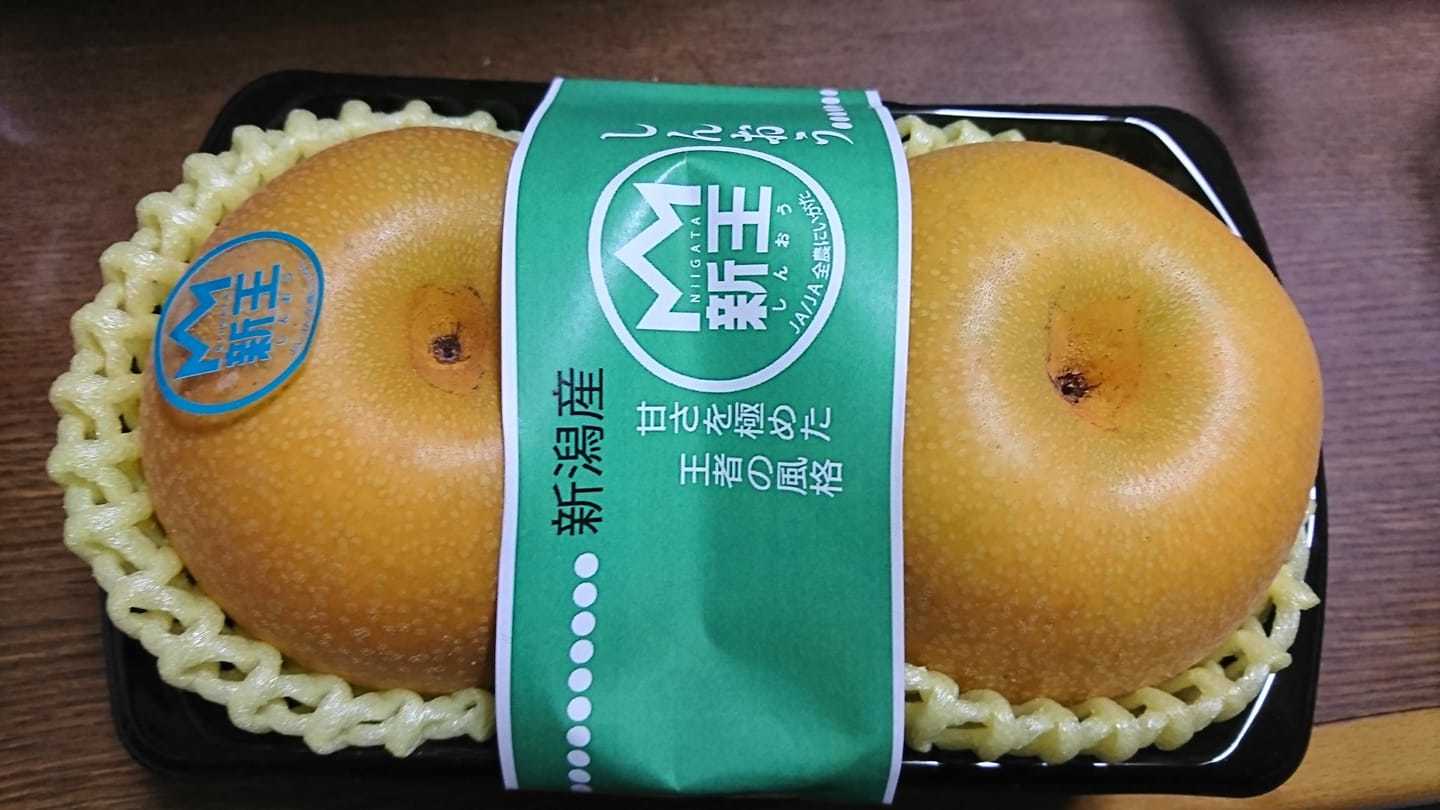 しんおう
NIIGATA
新王
しんおう
JA/JA全農にいがた
新潟産
甘さを極めた
王者の風格
新王